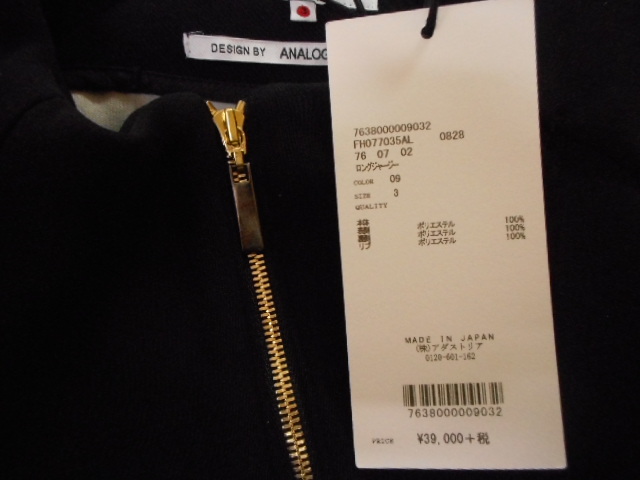 DESIGN BY ANALOG
7638000009032
FH077035AL 0828
76 07 02
ロングジャージー
COLOR 09
SIZE 3
QUALITY
ポリエステル 100%
ポリエステル 100%
リブ ポリエステル 100%
MADE IN JAPAN
(株)アダストリア
0120-601-162
7638000009032
PRICE ¥39,000+税